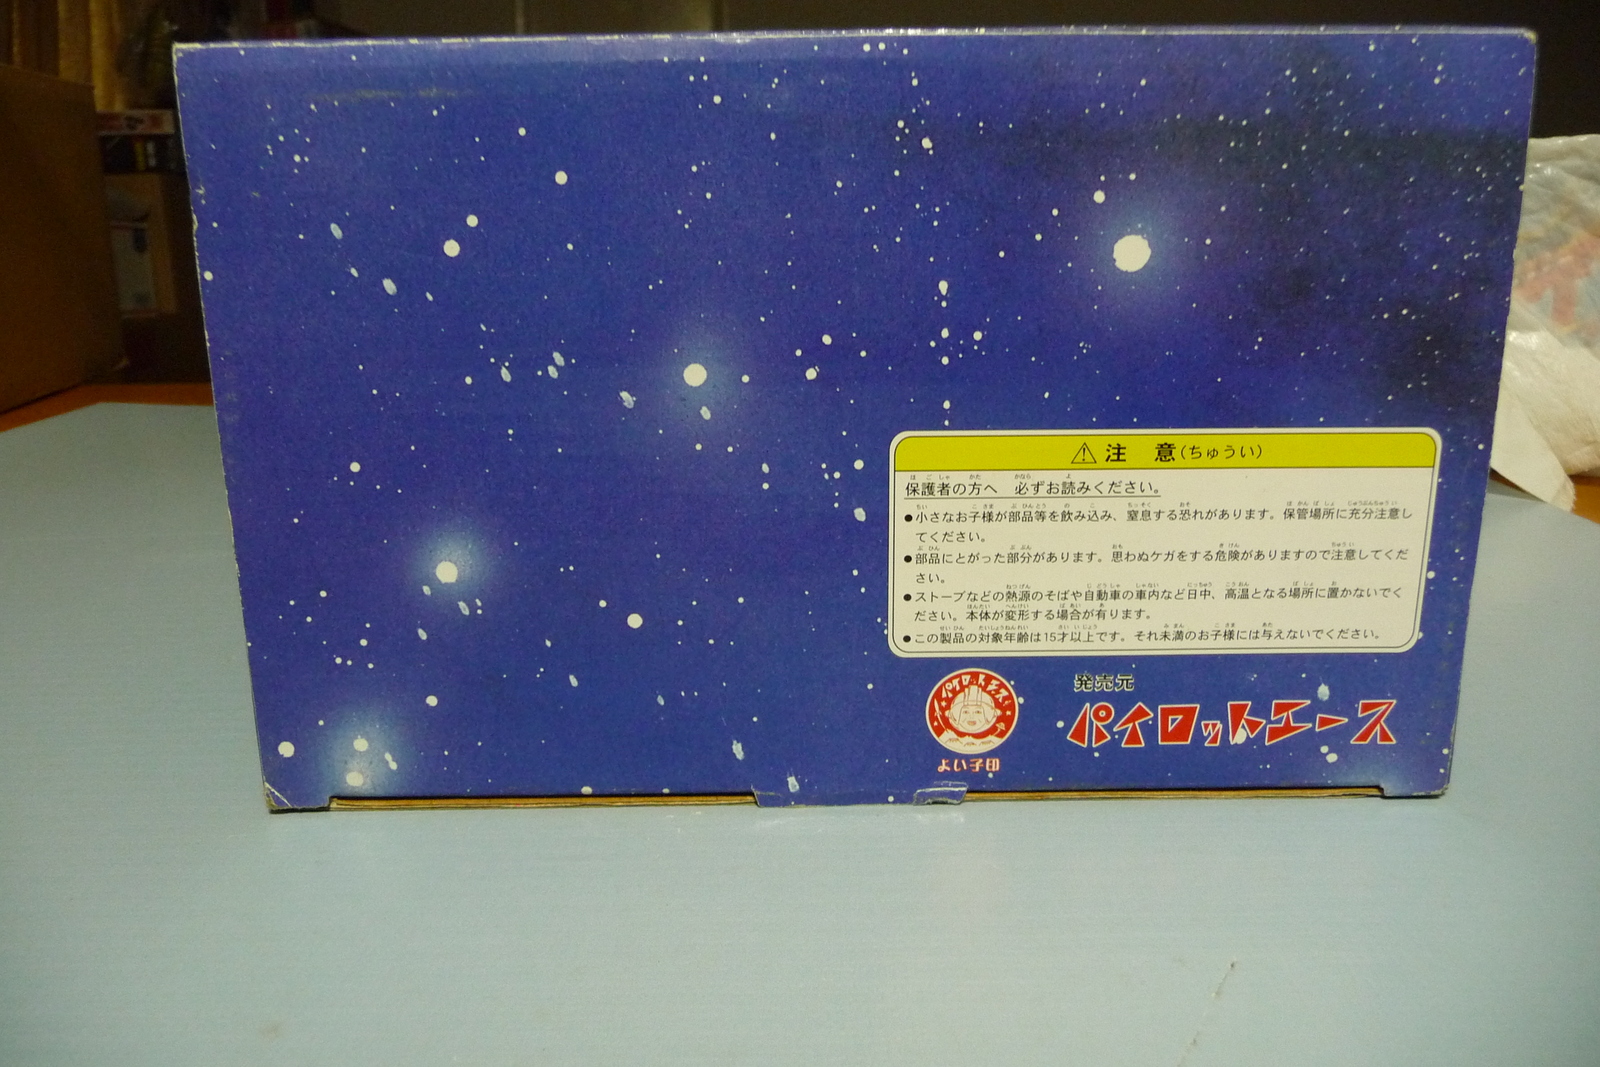 ⚠注　意(ちゅうい)
保護者の方へ　必ずお読みください。
●小さなお子様が部品等を飲み込み、窒息する恐れがあります。保管場所に充分注意し
てください。
●部品にとがった部分があります。思わぬケガをする危険がありますので注意してくだ
さい。
●ストーブなどの熱源のそばや自動車の車内など日中、高温となる場所に置かないでく
ださい。本体が変形する場合が有ります。
●この製品の対象年齢は15才以上です。それ未満のお子様には与えないでください。
パイロットエース
よい子印
発売元
パイロットエース